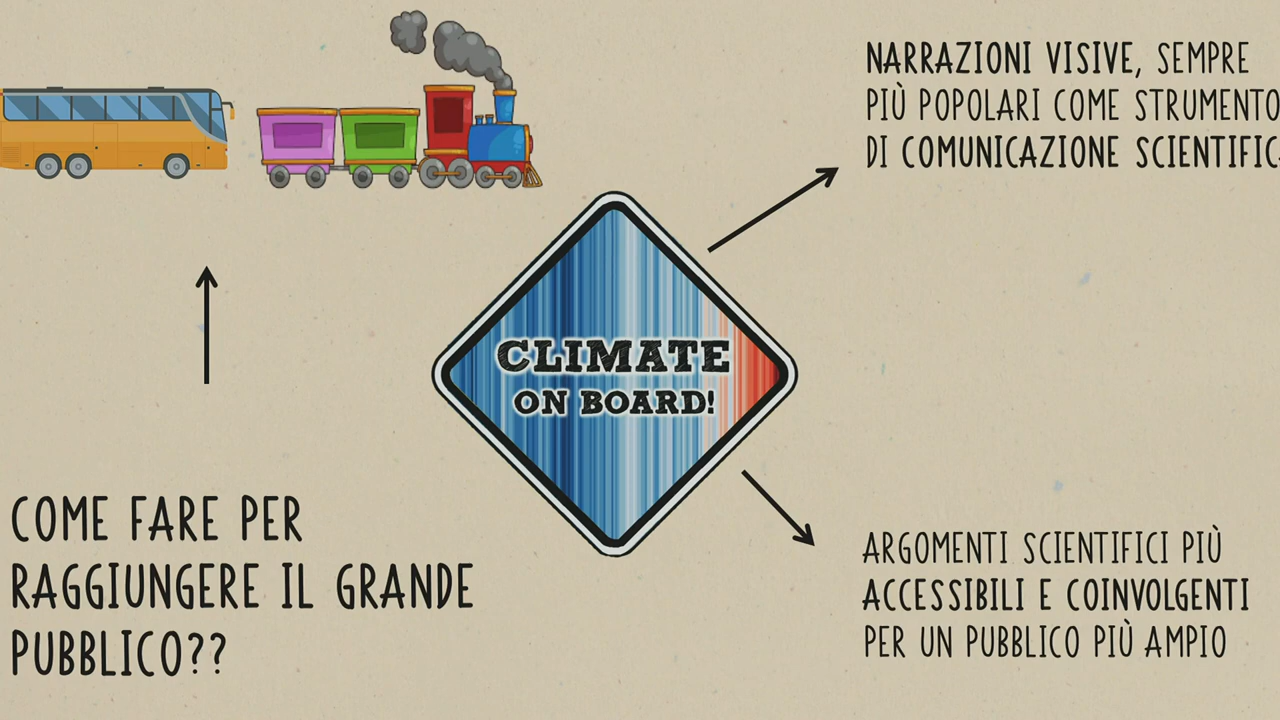 NARRAZIONI VISIVE, SEMPRE
PIÙ POPOLARI COME STRUMENTO
DI COMUNICAZIONE SCIENTIFIC
CLIMATE
ON BOARD!
COME FARE PER
RAGGIUNGERE IL GRANDE
PUBBLICO??
ARGOMENTI SCIENTIFICI PIÙ
ACCESSIBILI E COINVOLGENTI
PER UN PUBBLICO PIÙ AMPIO